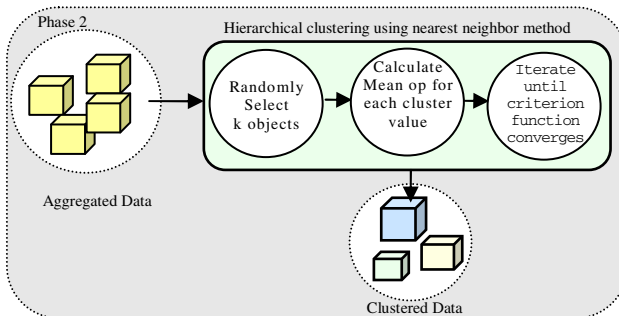 Phase 2
Hierarchical clustering using nearest neighbor method
Randomly
Select
k objects
Calculate
Mean op for
each cluster
value
Iterate
until
criterion
function
converges
Aggregated Data
Clustered Data